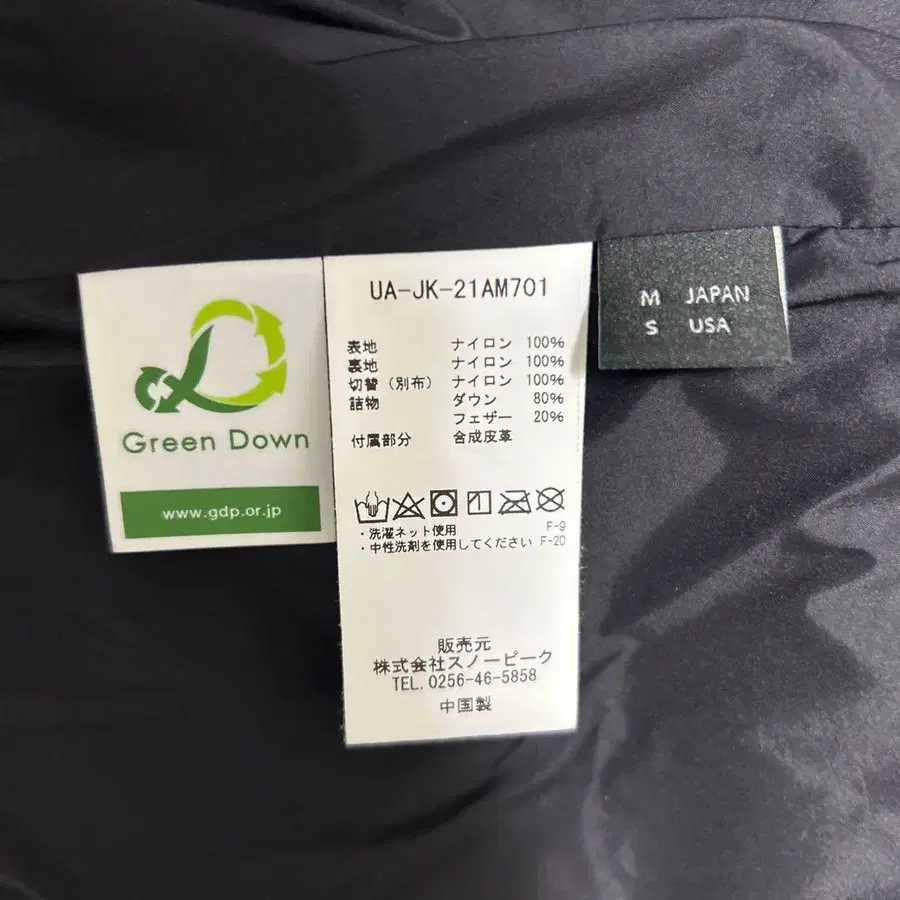 Green Down
www.gdp.or.jp
UA-JK-21AM701
表地 ナイロン 100%
裏地 ナイロン 100%
切替（別布） ナイロン 100%
詰物 ダウン 80%
フェザー 20%
付属部分 合成皮革
・洗濯ネット使用 F-9
・中性洗剤を使用してください F-20
販売元
株式会社スノーピーク
TEL. 0256-46-5858
中国製
M JAPAN
S USA